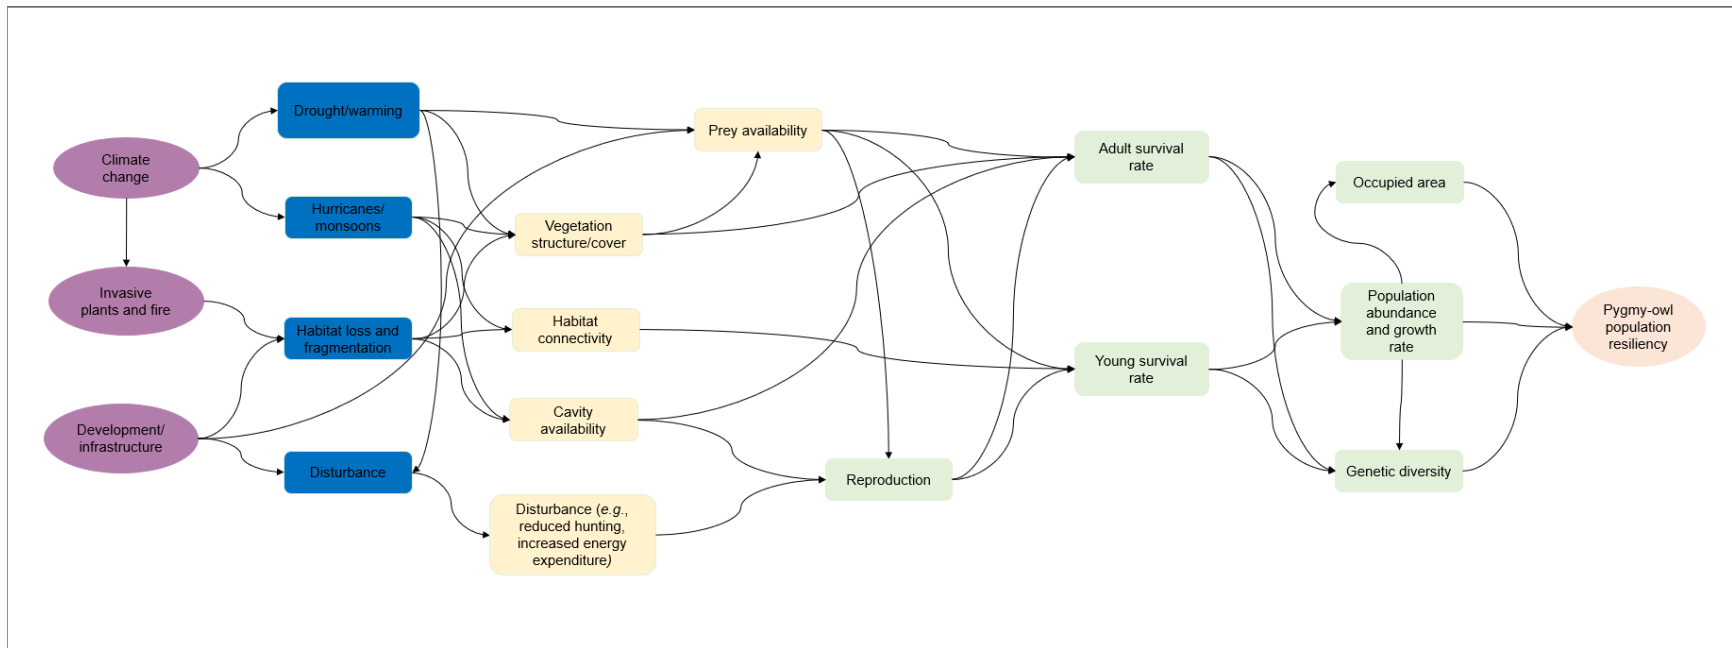 Climate
change
Invasive
plants and fire
Development/
infrastructure
Drought/warming
Hurricanes/
monsoons
Habitat loss and
fragmentation
Disturbance
Prey availability
Vegetation
structure/cover
Habitat
connectivity
Cavity
availability
Disturbance (e.g.,
reduced hunting,
increased energy
expenditure)
Reproduction
Adult survival
rate
Young survival
rate
Occupied area
Population
abundance
and growth
rate
Genetic diversity
Pygmy-owl
population
resiliency